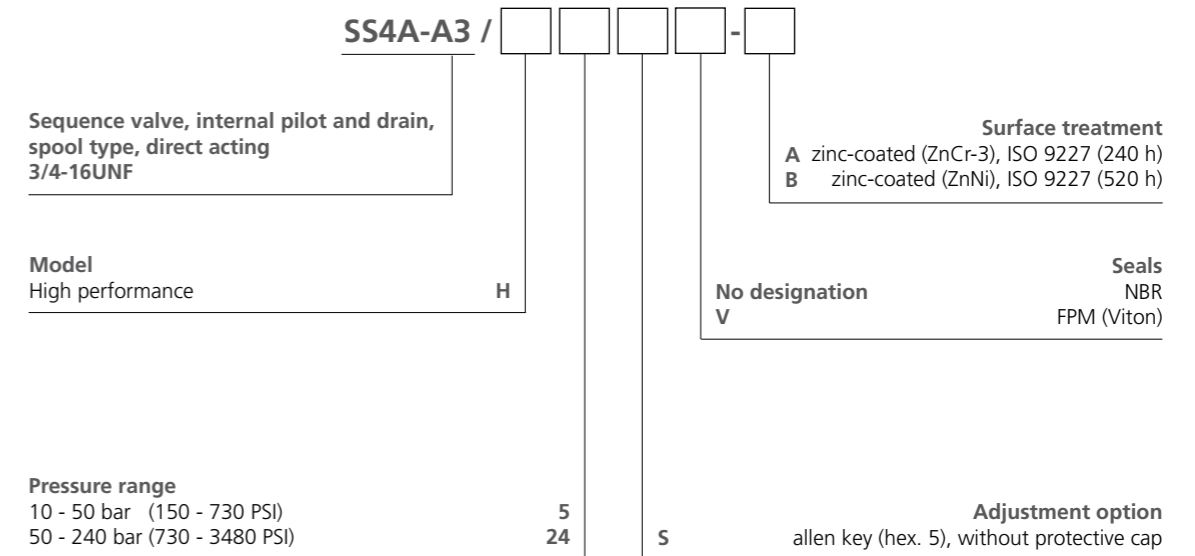 SS4A-A3 / -
Sequence valve, internal pilot and drain,
spool type, direct acting
3/4-16UNF
Surface treatment
A zinc-coated (ZnCr-3), ISO 9227 (240 h)
B zinc-coated (ZnNi), ISO 9227 (520 h)
Model
High performance H
Seals
No designation NBR
V FPM (Viton)
Pressure range
10 - 50 bar (150 - 730 PSI) 5
50 - 240 bar (730 - 3480 PSI) 24
Adjustment option
S allen key (hex. 5), without protective cap